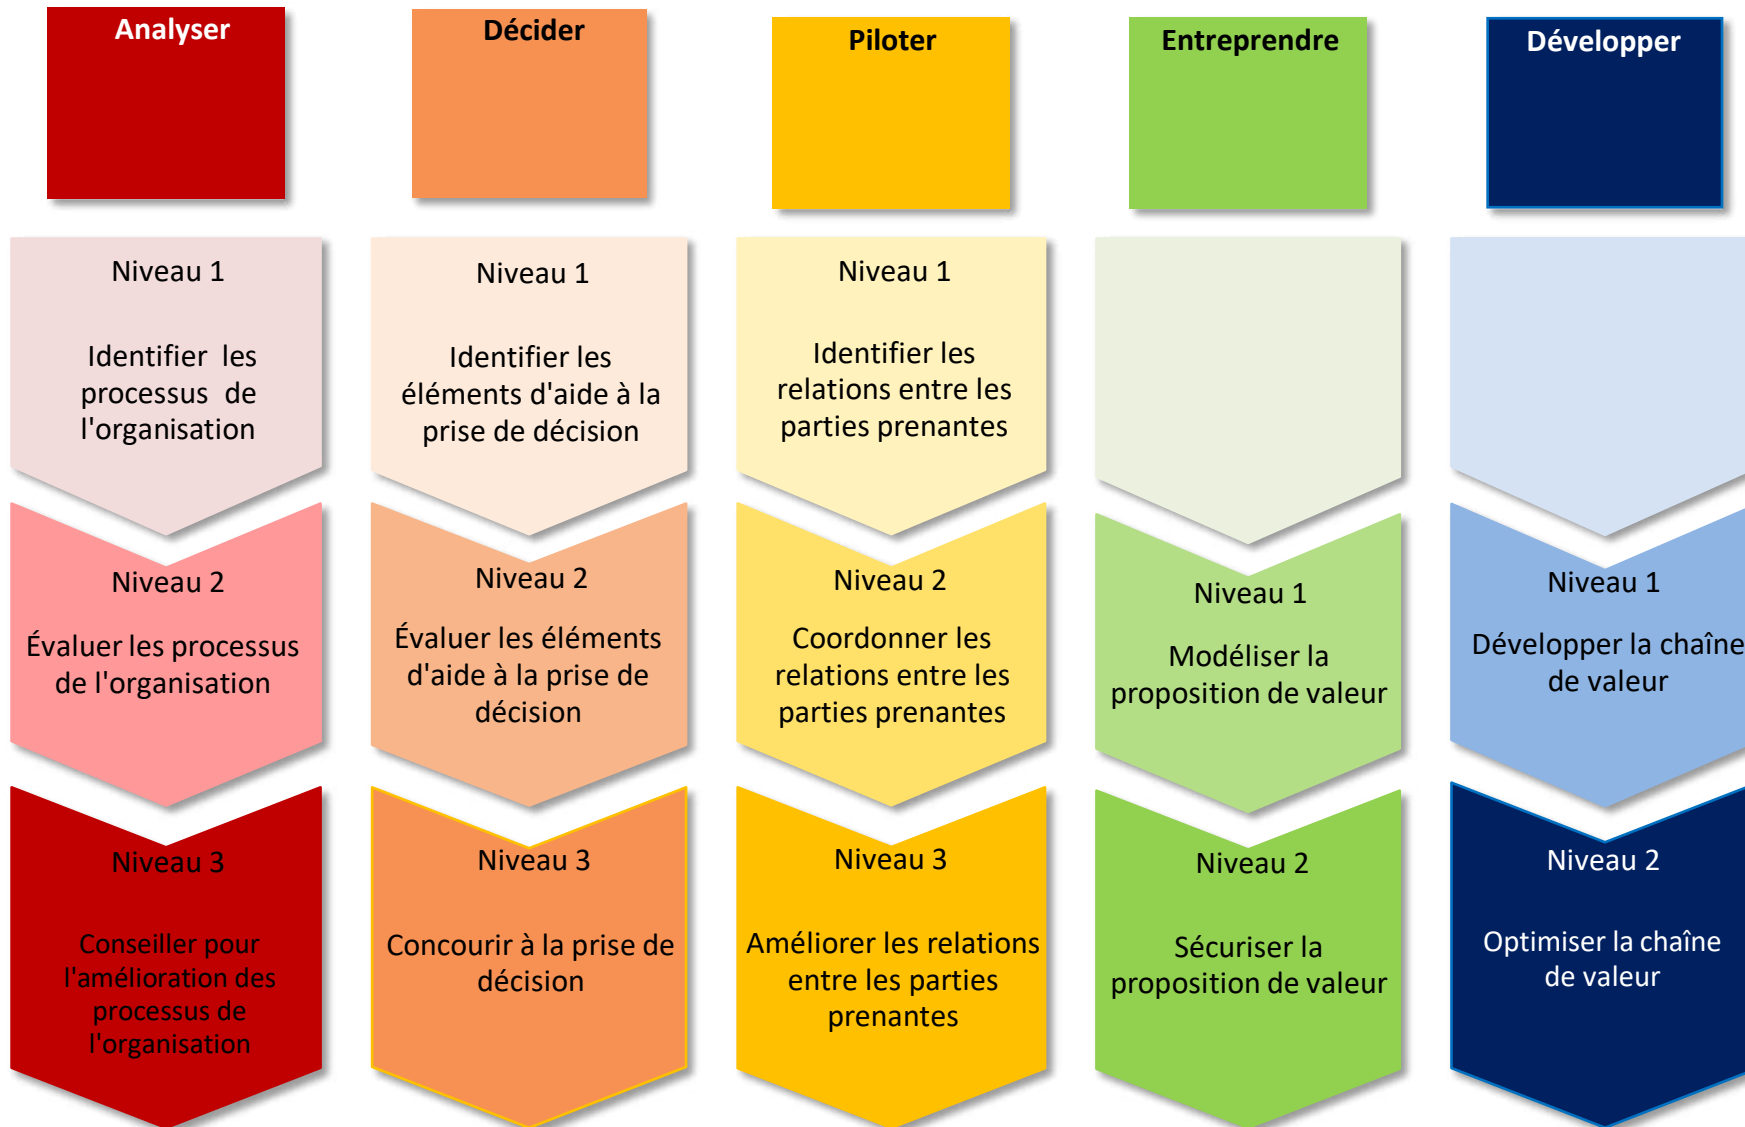 Analyser
Décider
Piloter
Entreprendre
Développer
Niveau 1
Identifier les
processus de
l'organisation
Niveau 1
Identifier les
éléments d'aide à la
prise de décision
Niveau 1
Identifier les
relations entre les
parties prenantes
Niveau 2
Évaluer les processus
de l'organisation
Niveau 2
Évaluer les éléments
d'aide à la prise de
décision
Niveau 2
Coordonner les
relations entre les
parties prenantes
Niveau 1
Modéliser la
proposition de valeur
Niveau 1
Développer la chaîne
de valeur
Niveau 3
Conseiller pour
l'amélioration des
processus de
l'organisation
Niveau 3
Concourir à la prise de
décision
Niveau 3
Améliorer les relations
entre les parties
prenantes
Niveau 2
Sécuriser la
proposition de valeur
Niveau 2
Optimiser la chaîne
de valeur